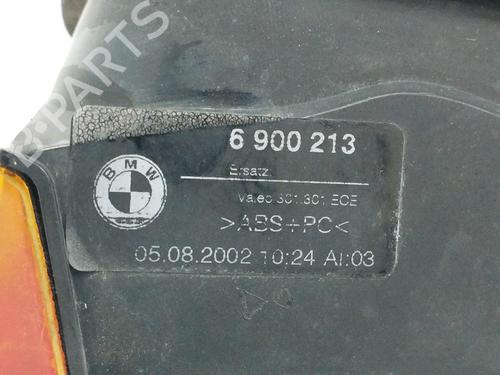 B-PARTS
BMW
6 900 213
Ersatz:
Valeo 301.301 ECE
>ABS+PC<
05.08.2002 10:24 AI:03